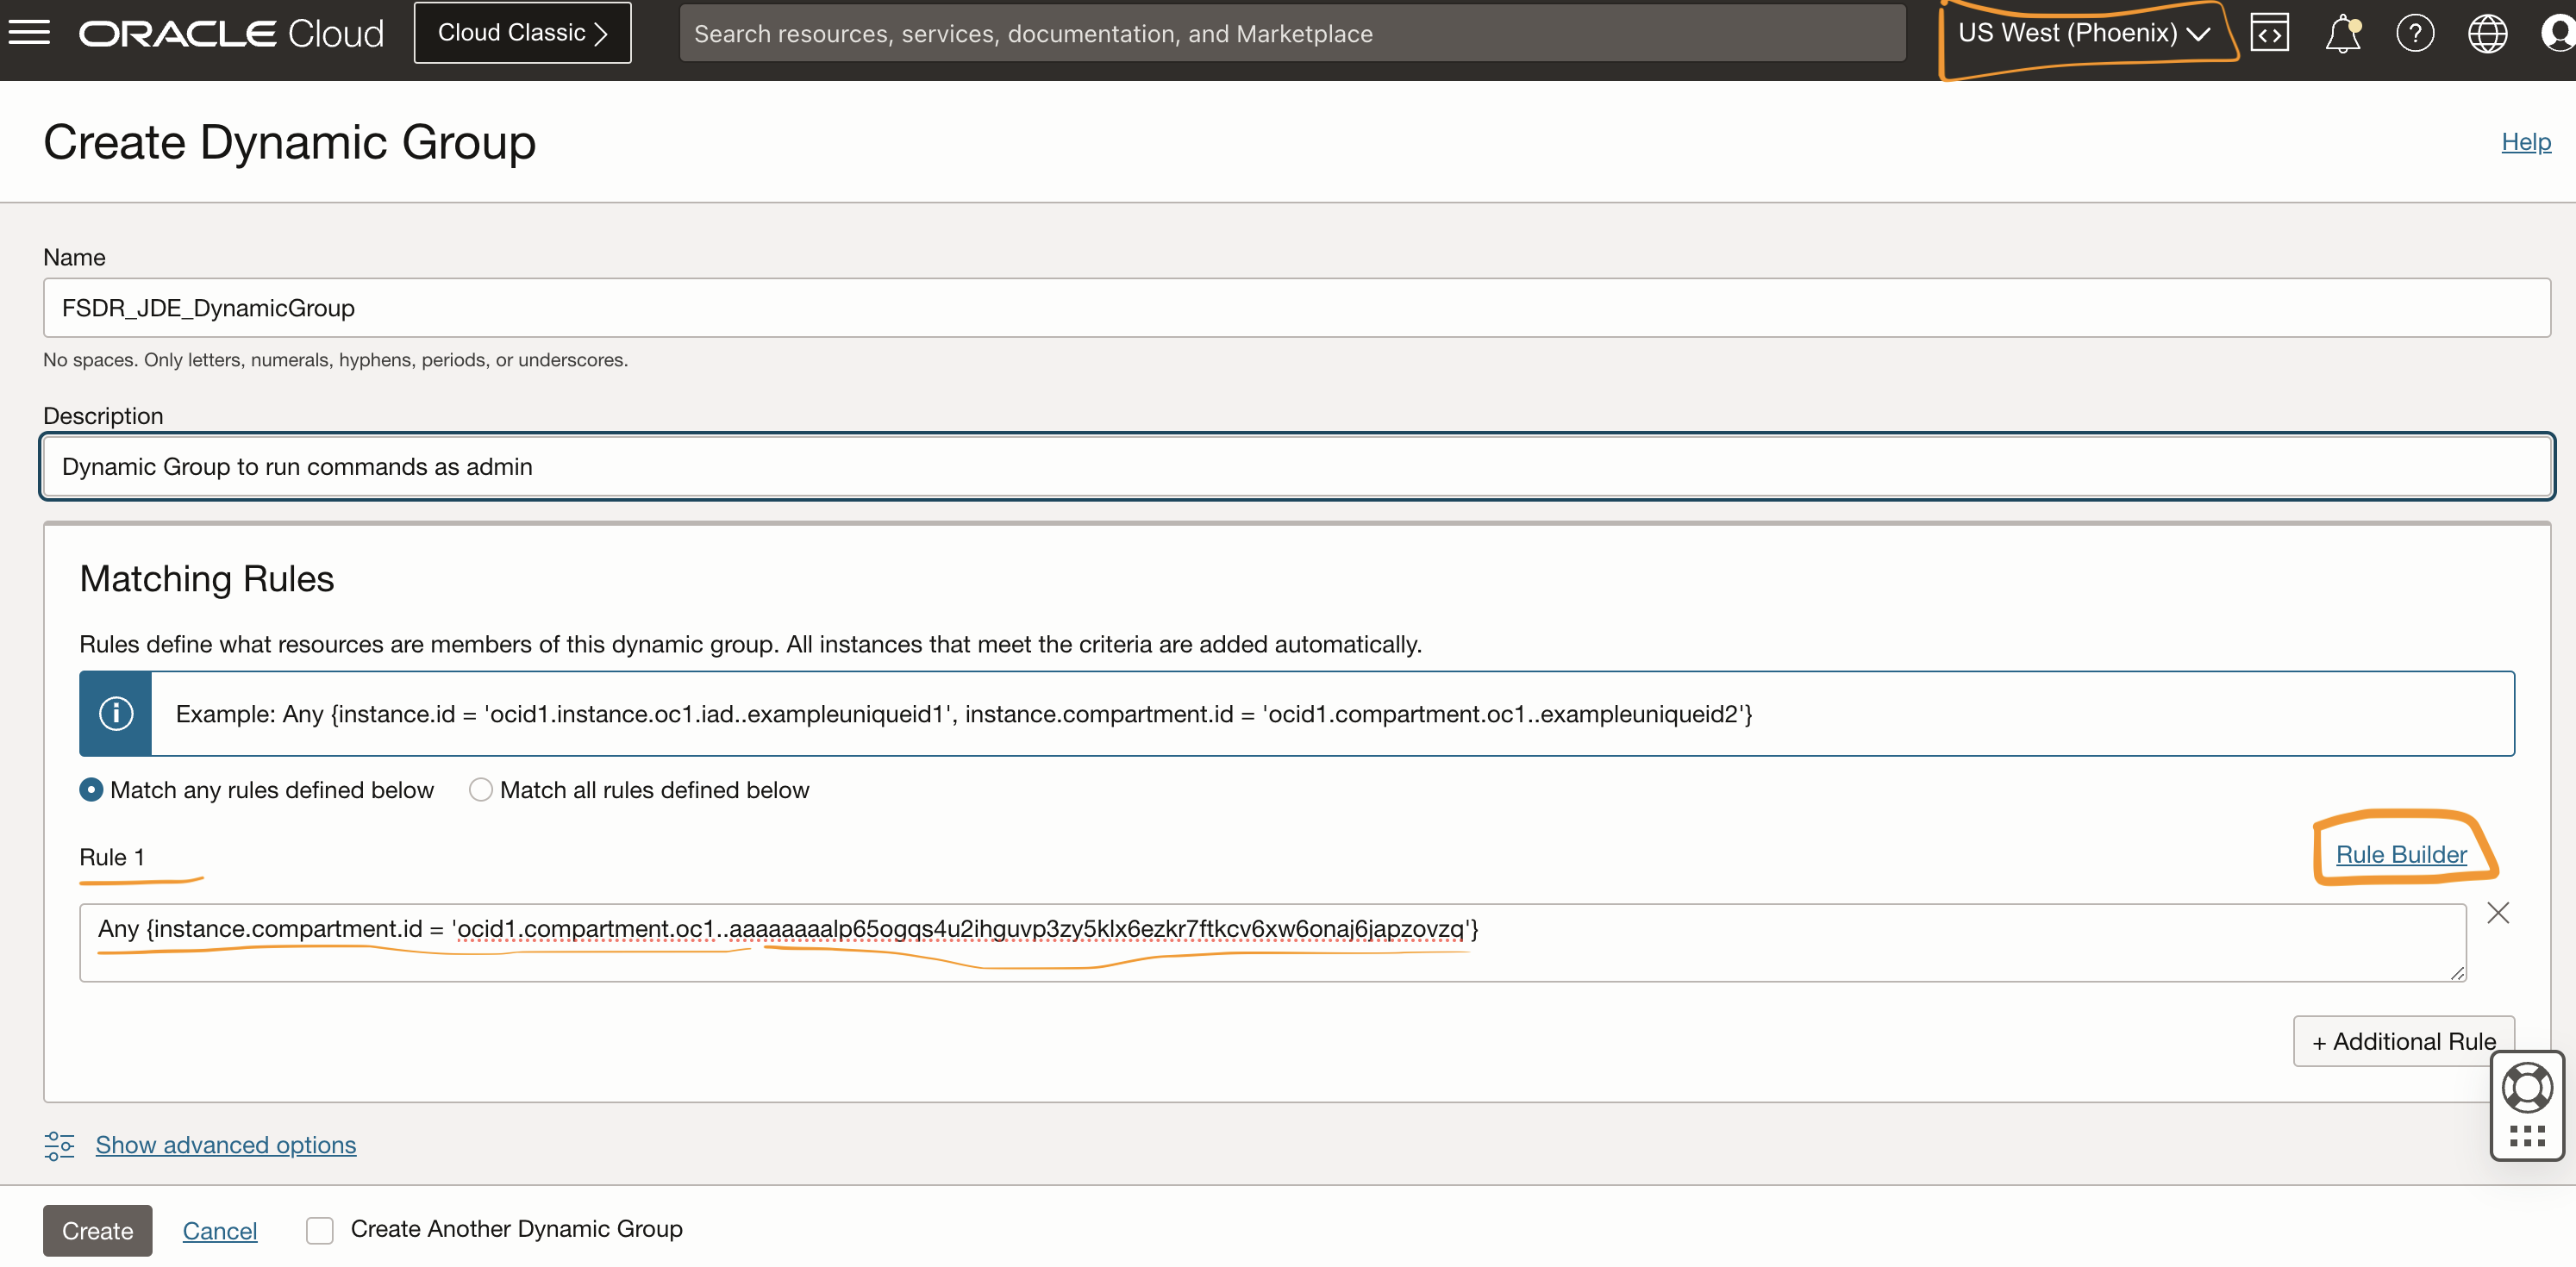 ORACLE Cloud
Cloud Classic
Search resources, services, documentation, and Marketplace
US West (Phoenix)
Create Dynamic Group
Help
Name
FSDR_JDE_DynamicGroup
No spaces. Only letters, numerals, hyphens, periods, or underscores.
Description
Dynamic Group to run commands as admin
Matching Rules
Rules define what resources are members of this dynamic group. All instances that meet the criteria are added automatically.
Example: Any {instance.id = 'ocid1.instance.oc1.iad..exampleuniqueid1', instance.compartment.id = 'ocid1.compartment.oc1..exampleuniqueid2'}
Match any rules defined below Match all rules defined below
Rule 1
Rule Builder
Any {instance.compartment.id = 'ocid1.compartment.oc1..aaaaaaaalp65ogqs4u2ihguvp3zy5klx6ezkr7ftkcv6xw6onaj6japzovzq'}
+ Additional Rule
Show advanced options
Create Cancel Create Another Dynamic Group